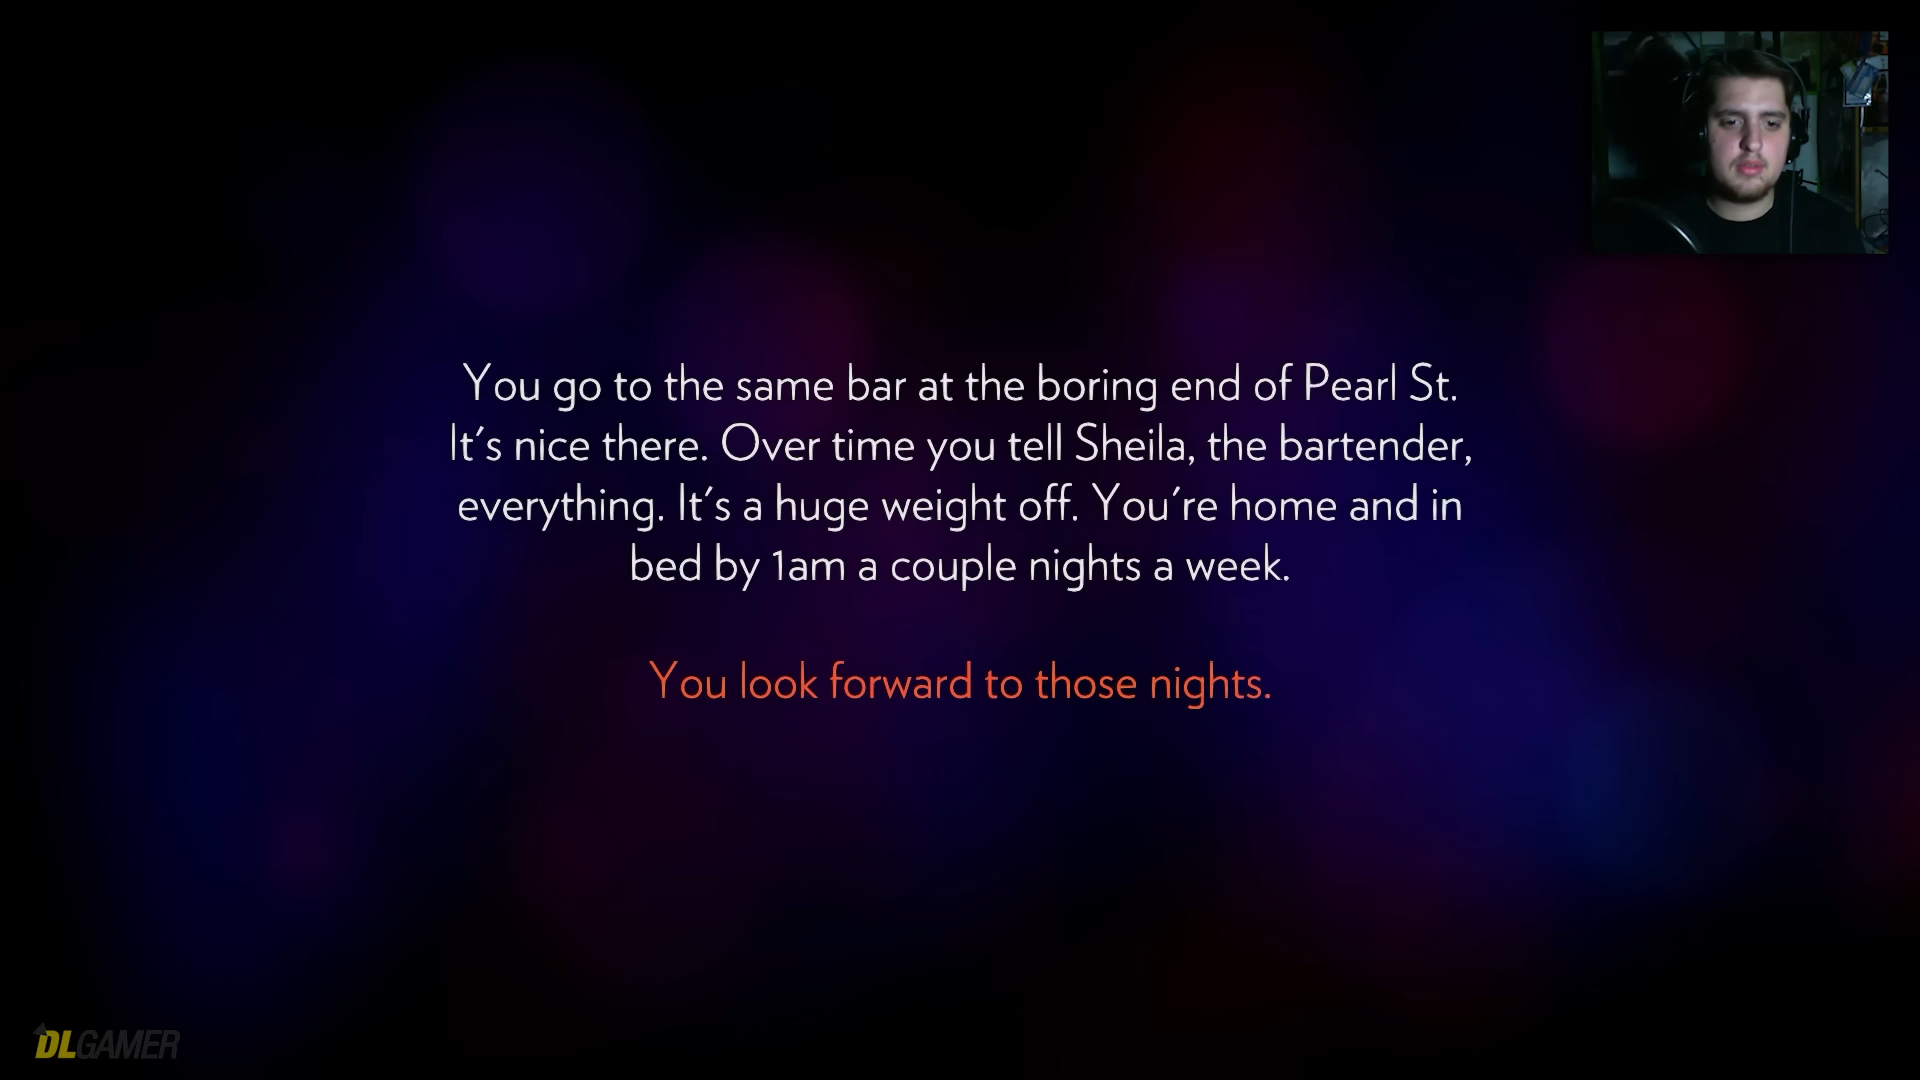 You go to the same bar at the boring end of Pearl St.
It's nice there. Over time you tell Sheila, the bartender,
everything. It's a huge weight off. You're home and in
bed by 1am a couple nights a week.
You look forward to those nights.
DLGAMER